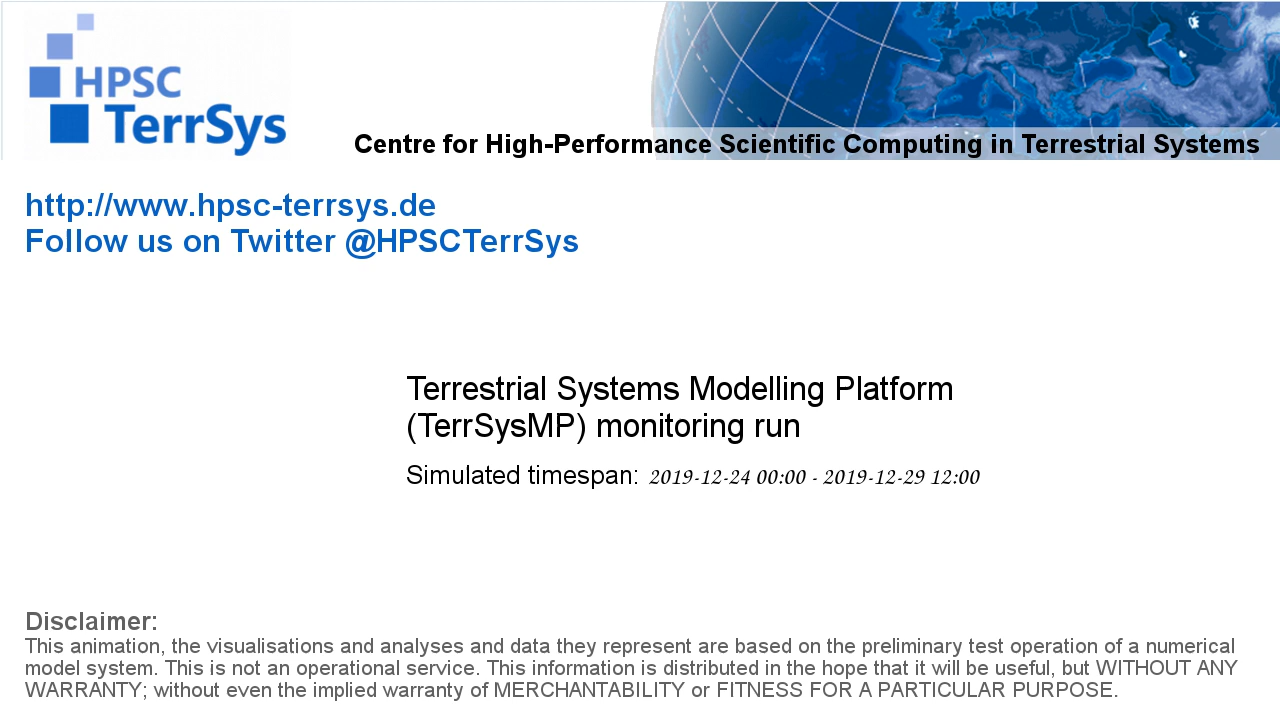 HPSC
TerrSys
Centre for High-Performance Scientific Computing in Terrestrial Systems
http://www.hpsc-terrsys.de
Follow us on Twitter @HPSCTerrSys
Terrestrial Systems Modelling Platform
(TerrSysMP) monitoring run
Simulated timespan: 2019-12-24 00:00 - 2019-12-29 12:00
Disclaimer:
This animation, the visualisations and analyses and data they represent are based on the preliminary test operation of a numerical
model system. This is not an operational service. This information is distributed in the hope that it will be useful, but WITHOUT ANY
WARRANTY; without even the implied warranty of MERCHANTABILITY or FITNESS FOR A PARTICULAR PURPOSE.